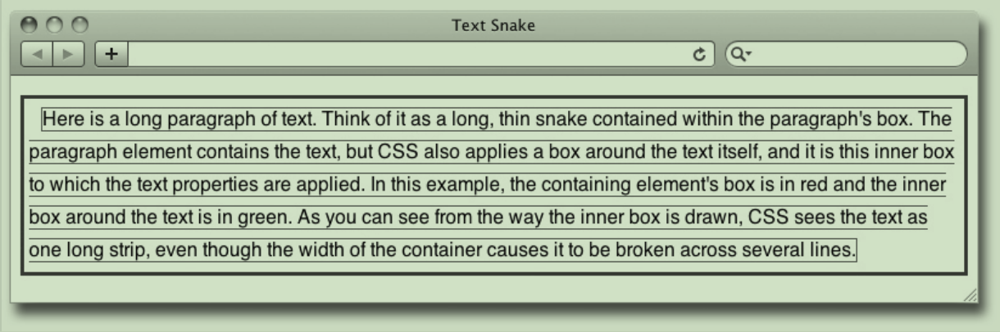 Text Snake
Here is a long paragraph of text. Think of it as a long, thin snake contained within the paragraph's box. The
paragraph element contains the text, but CSS also applies a box around the text itself, and it is this inner box
to which the text properties are applied. In this example, the containing element's box is in red and the inner
box around the text is in green. As you can see from the way the inner box is drawn, CSS sees the text as
one long strip, even though the width of the container causes it to be broken across several lines.